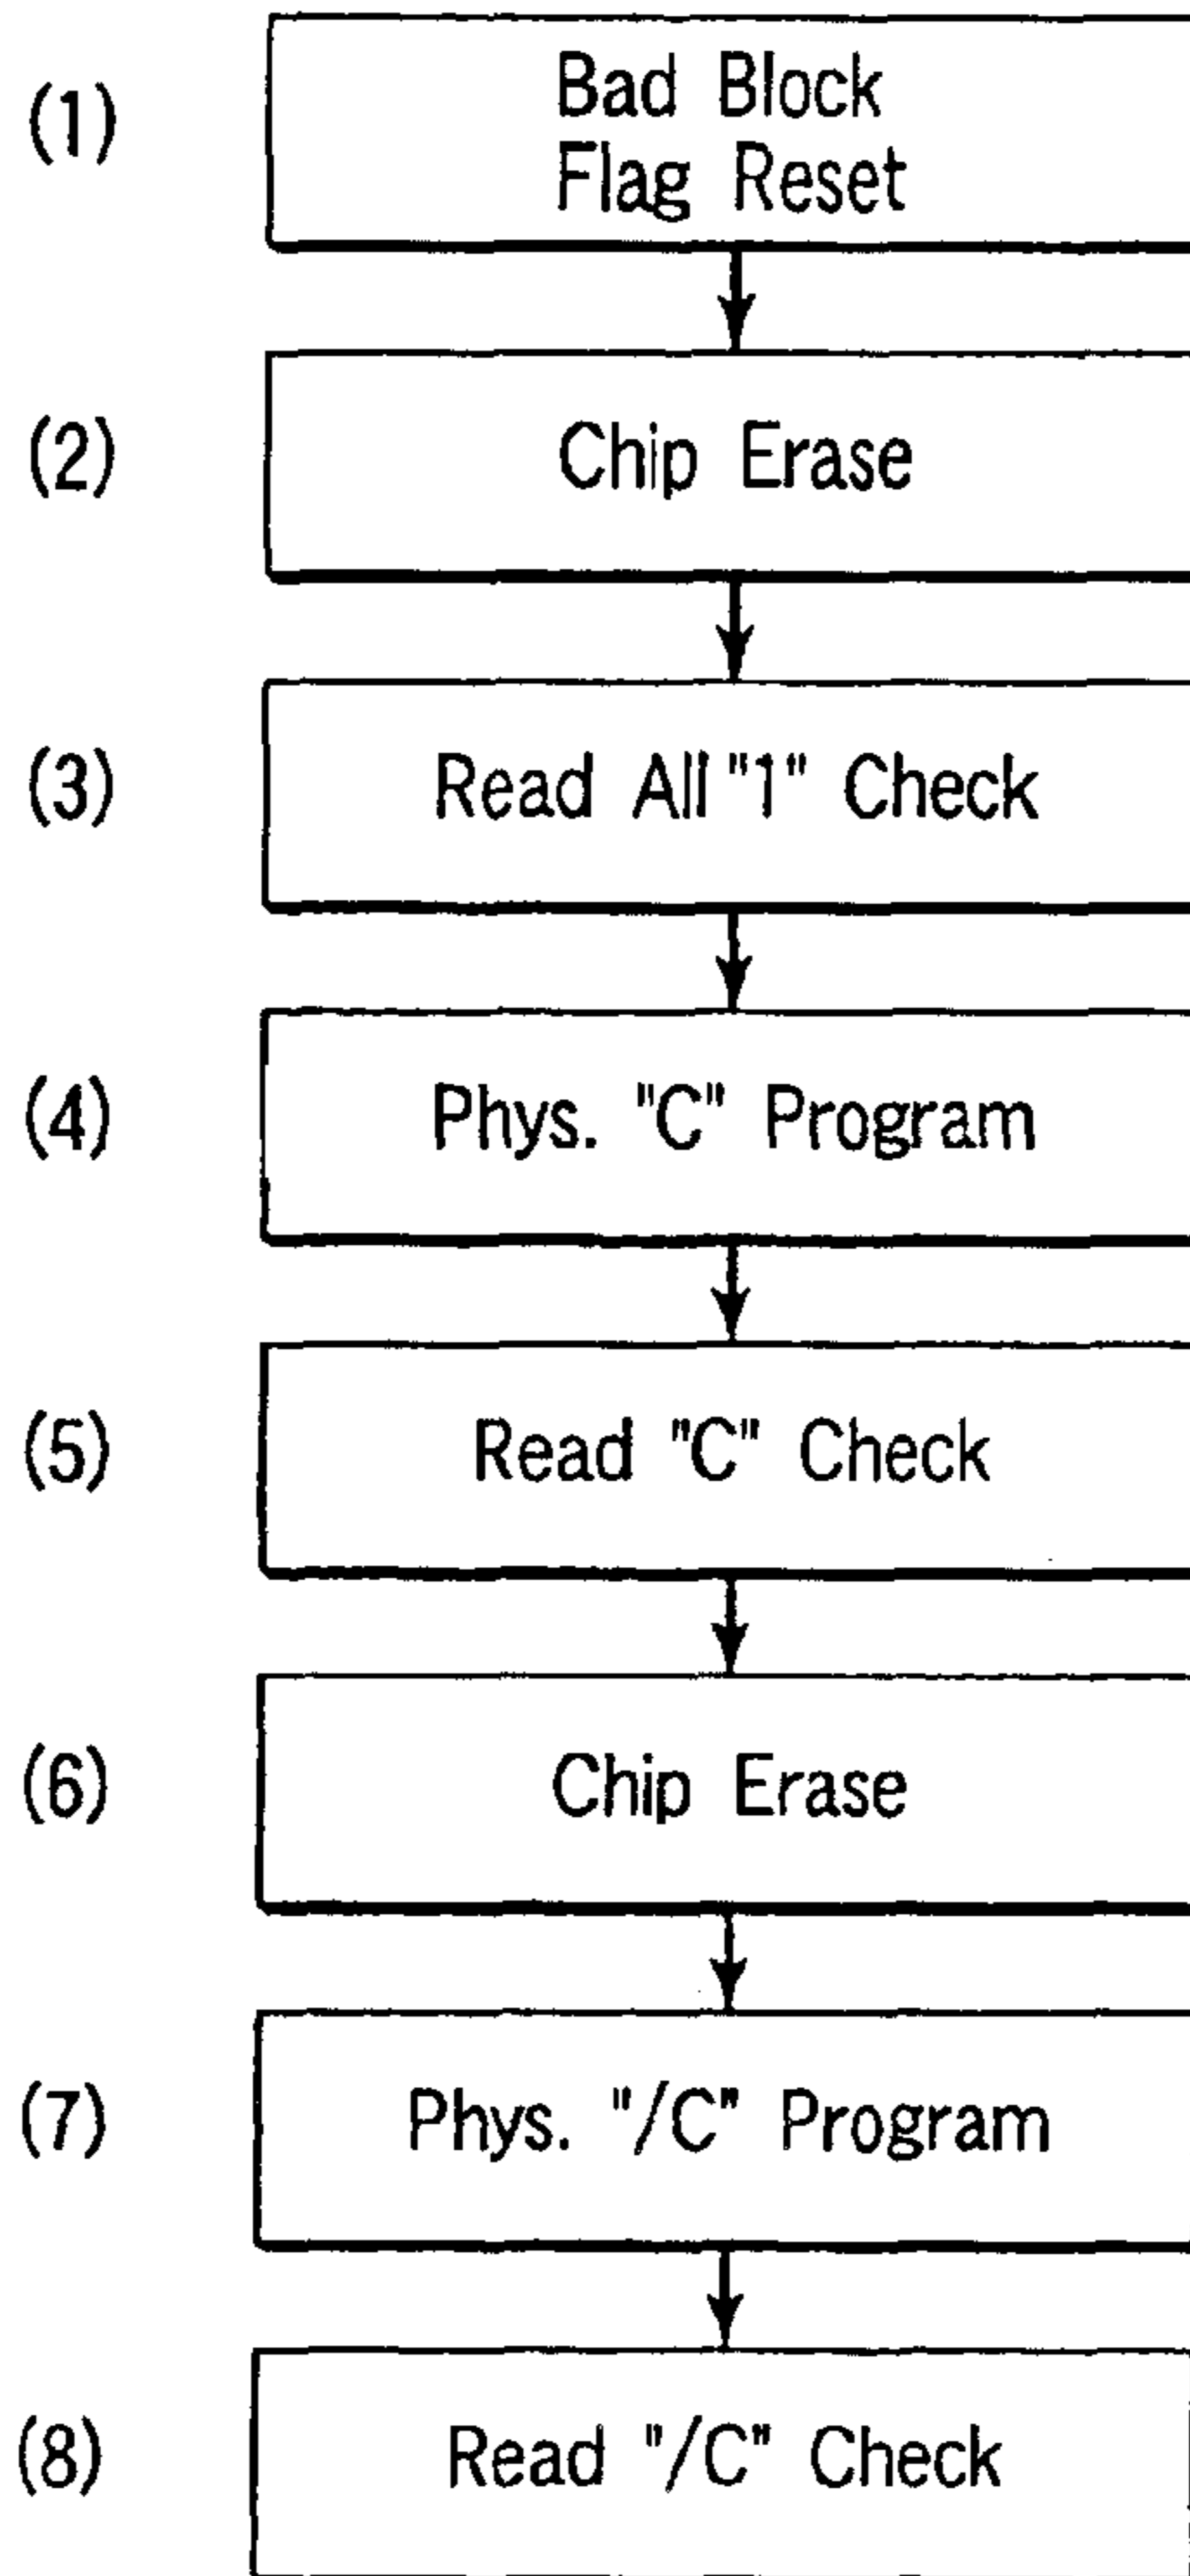 (1) Bad Block
Flag Reset
(2) Chip Erase
(3) Read All "1" Check
(4) Phys. "C" Program
(5) Read "C" Check
(6) Chip Erase
(7) Phys. "/C" Program
(8) Read "/C" Check